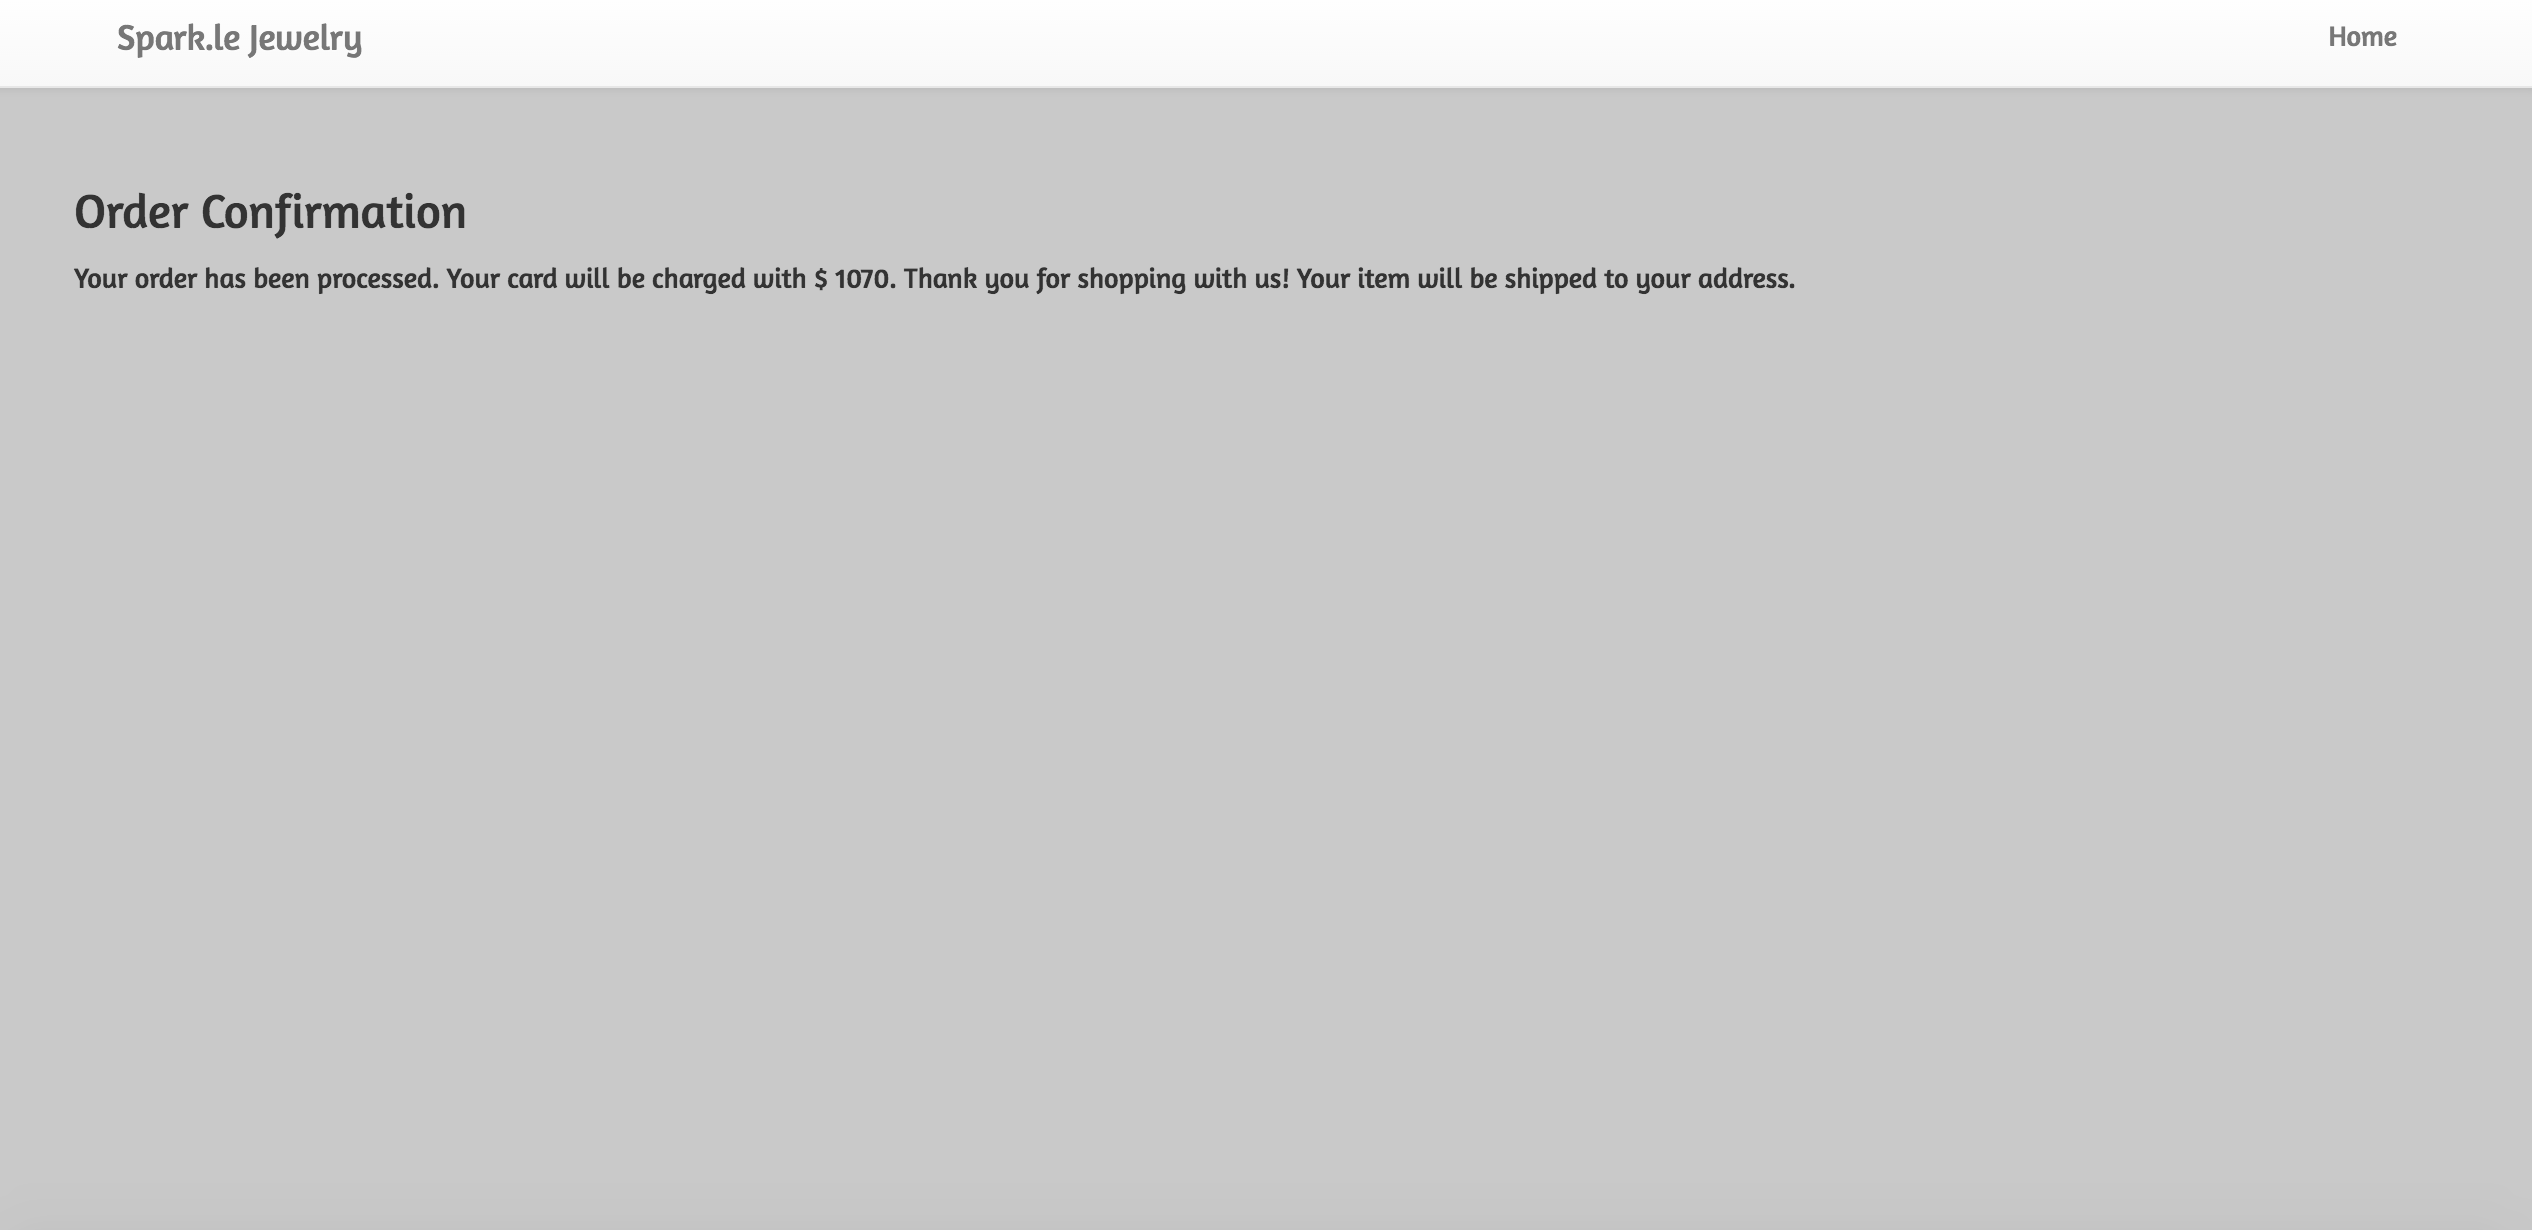 Spark.le Jewelry
Home
Order Confirmation
Your order has been processed. Your card will be charged with $ 1070. Thank you for shopping with us! Your item will be shipped to your address.